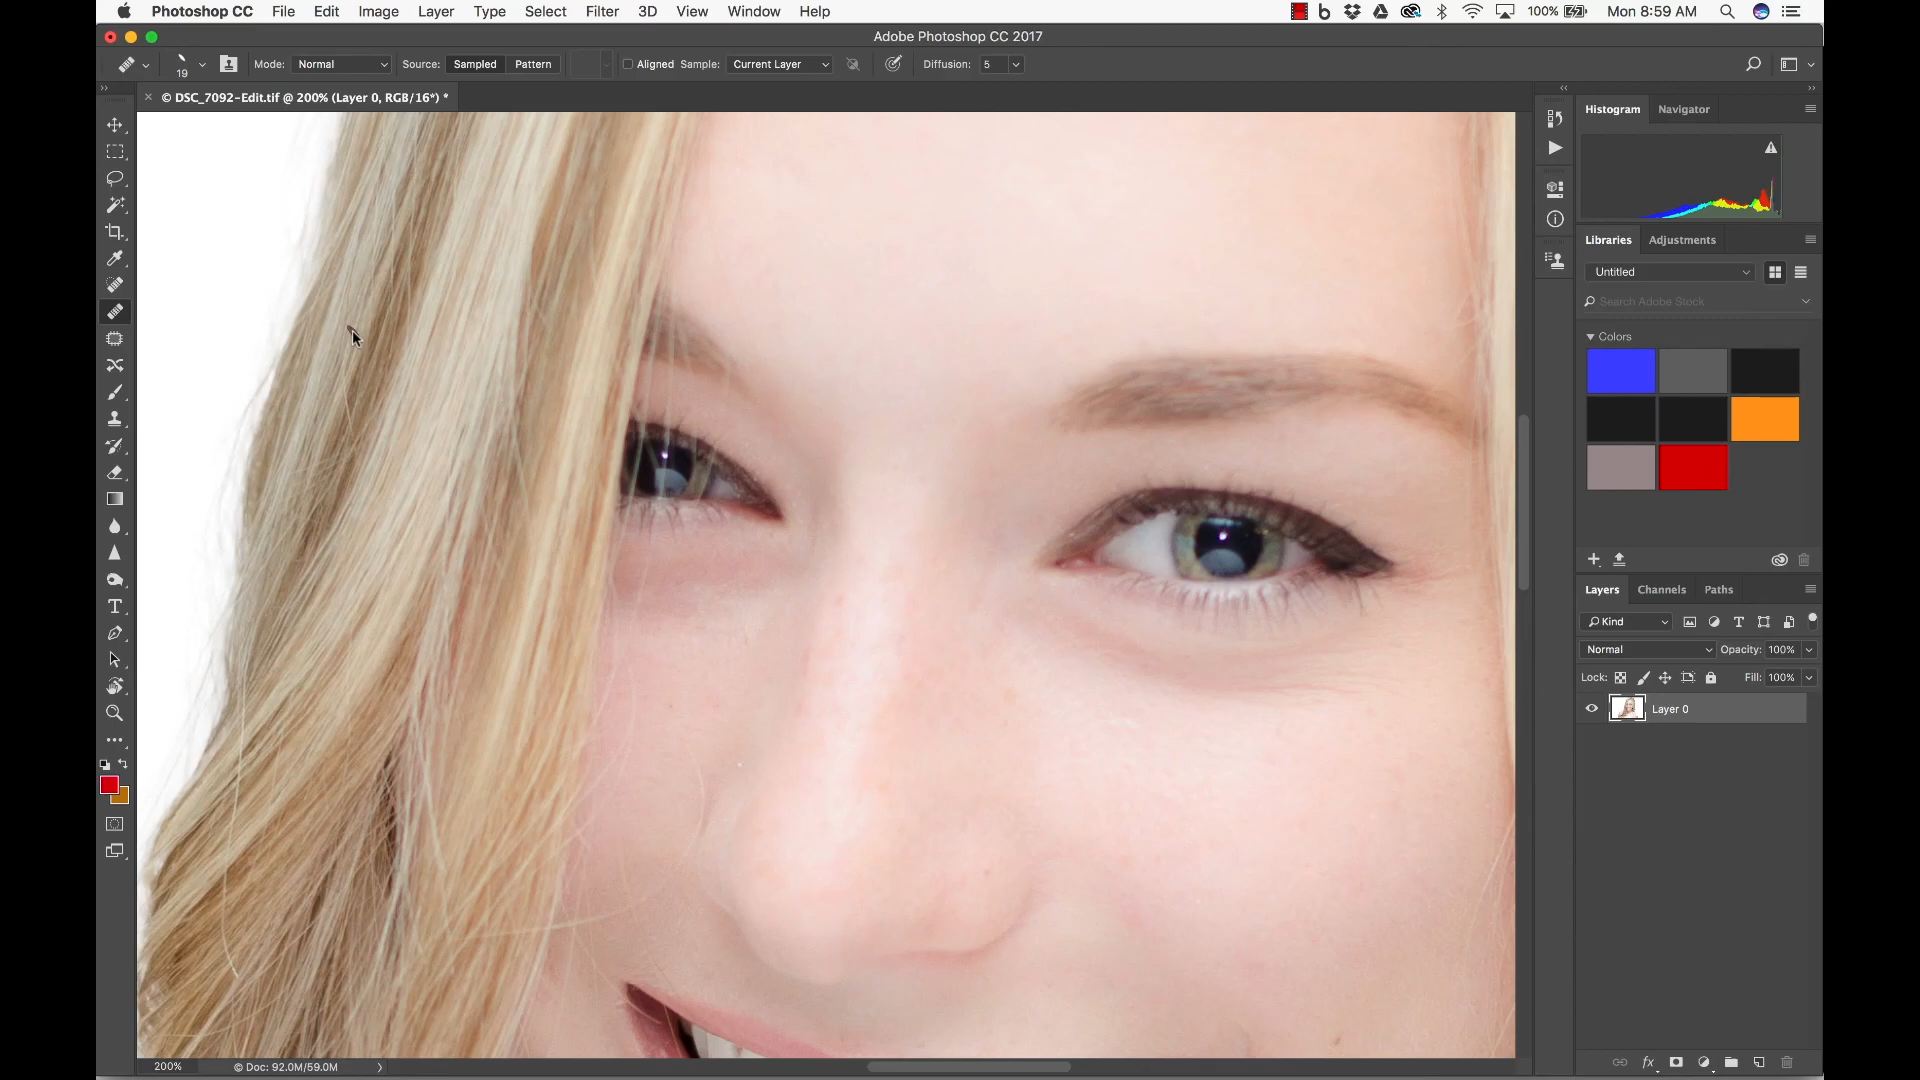 Photoshop CC File Edit Image Layer Type Select Filter 3D View Window Help 100% Mon 8:59 AM
Adobe Photoshop CC 2017
19 Mode: Normal Source: Sampled Pattern Aligned Sample: Current Layer Diffusion: 5
© DSC_7092-Edit.tif @ 200% (Layer 0, RGB/16*) *
Histogram Navigator
Libraries Adjustments
Untitled
Search Adobe Stock
Colors
Layers Channels Paths
Kind
Normal Opacity: 100%
Lock: Fill: 100%
Layer 0
200% © Doc: 92.0M/59.0M